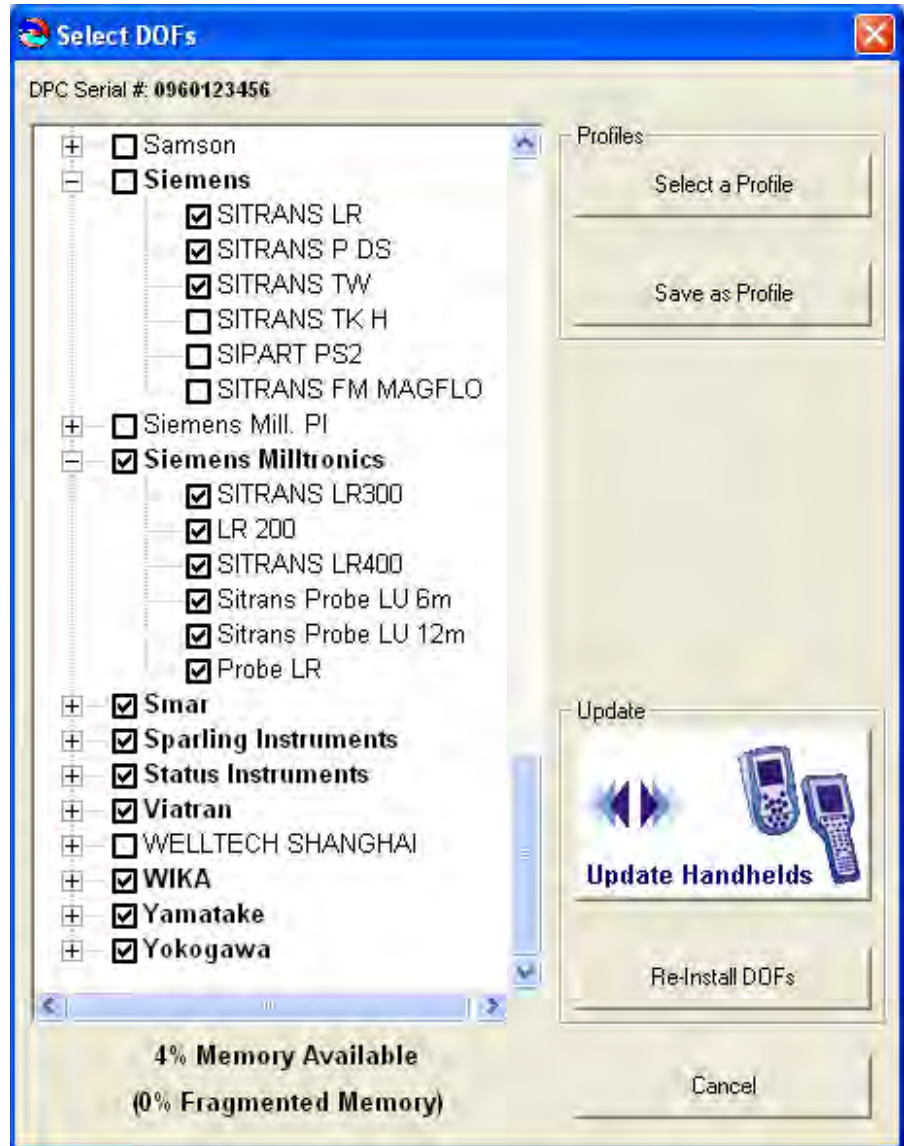 Select DOFs
DPC Serial #: 0960123456
Samson
Siemens
SITRANS LR
SITRANS P DS
SITRANS TW
SITRANS TK H
SIPART PS2
SITRANS FM MAGFLO
Siemens Mill. PI
Siemens Milltronics
SITRANS LR300
LR 200
SITRANS LR400
Sitrans Probe LU 6m
Sitrans Probe LU 12m
Probe LR
Smar
Sparling Instruments
Status Instruments
Viatran
WELLTECH SHANGHAI
WIKA
Yamatake
Yokogawa
4% Memory Available
(0% Fragmented Memory)
Profiles
Select a Profile
Save as Profile
Update
Update Handhelds
Re-Install DOFs
Cancel